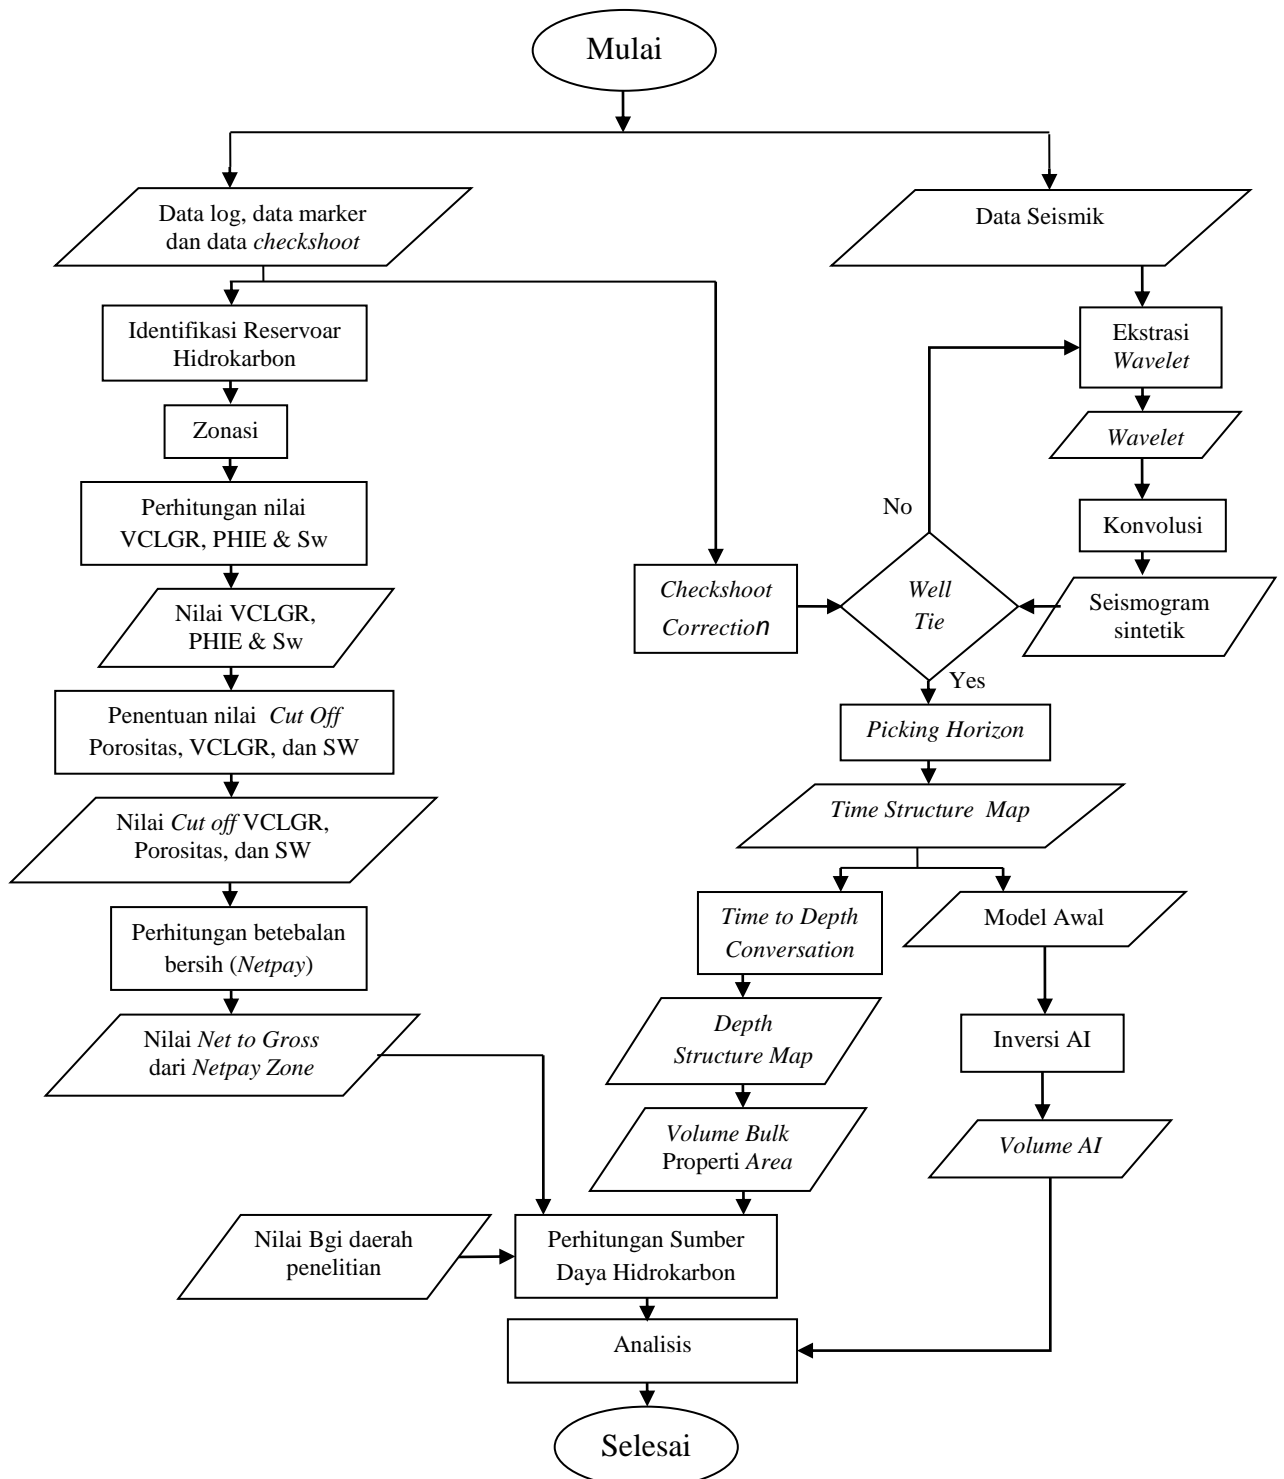 Mulai
Data log, data marker
dan data checkshoot
Data Seismik
Identifikasi Reservoar
Hidrokarbon
Ekstrasi
Wavelet
Zonasi
Wavelet
Perhitungan nilai
VCLGR, PHIE & Sw
No
Konvolusi
Nilai VCLGR,
PHIE & Sw
Checkshoot
Correction
Well
Tie
Seismogram
sintetik
Yes
Penentuan nilai Cut Off
Porositas, VCLGR, dan SW
Picking Horizon
Nilai Cut off VCLGR,
Porositas, dan SW
Time Structure Map
Perhitungan betebalan
bersih (Netpay)
Time to Depth
Conversation
Model Awal
Nilai Net to Gross
dari Netpay Zone
Depth
Structure Map
Inversi AI
Volume Bulk
Properti Area
Volume AI
Nilai Bgi daerah
penelitian
Perhitungan Sumber
Daya Hidrokarbon
Analisis
Selesai